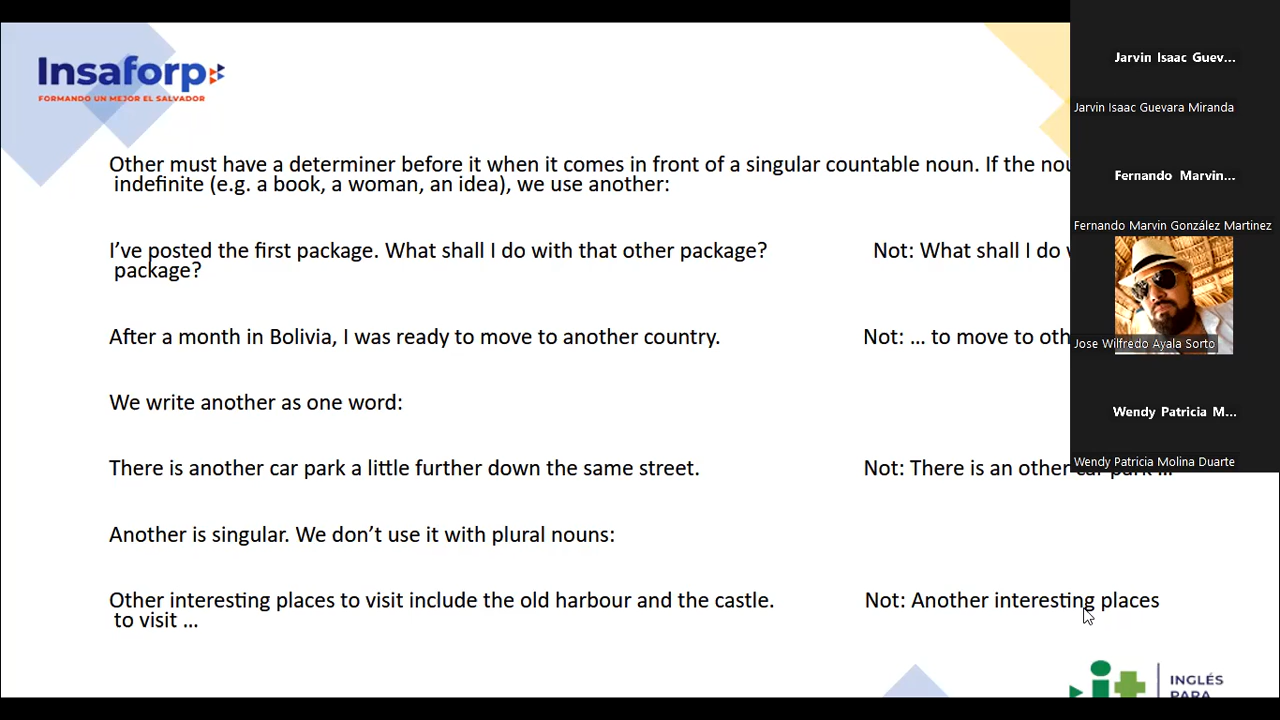 Insaforp
FORMANDO UN MEJOR EL SALVADOR
Other must have a determiner before it when it comes in front of a singular countable noun. If the
indefinite (e.g. a book, a woman, an idea), we use another:
I’ve posted the first package. What shall I do with that other package? Not: What shall I do
package?
After a month in Bolivia, I was ready to move to another country. Not: … to move to
We write another as one word:
There is another car park a little further down the same street. Not: There is an other car park …
Another is singular. We don’t use it with plural nouns:
Other interesting places to visit include the old harbour and the castle. Not: Another interesting places
to visit …
Jarvin Isaac Guev...
Jarvin Isaac Guevara Miranda
Fernando Marvin...
Fernando Marvin González Martinez
Jose Wilfredo Ayala Sorto
Wendy Patricia M...
Wendy Patricia Molina Duarte
it
INGLÉS
PARA